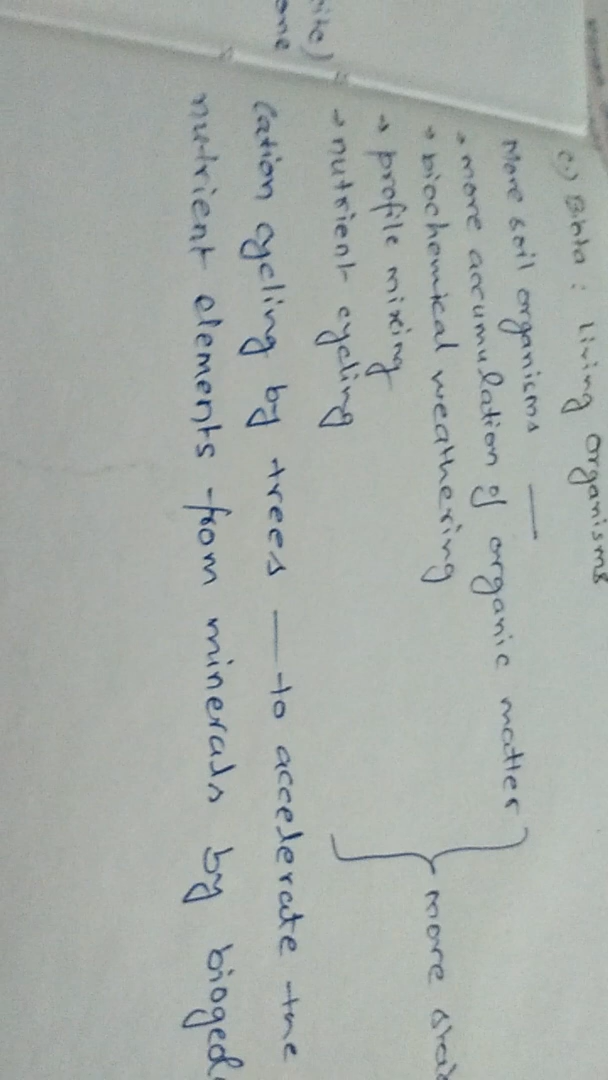 c) Biota : living organisms
More soil organisms —
→ more accumulation of organic matter
→ biochemical weathering
→ profile mixing
→ nutrient cycling
more
cation cycling by trees — to accelerate the
nutrient elements from minerals by